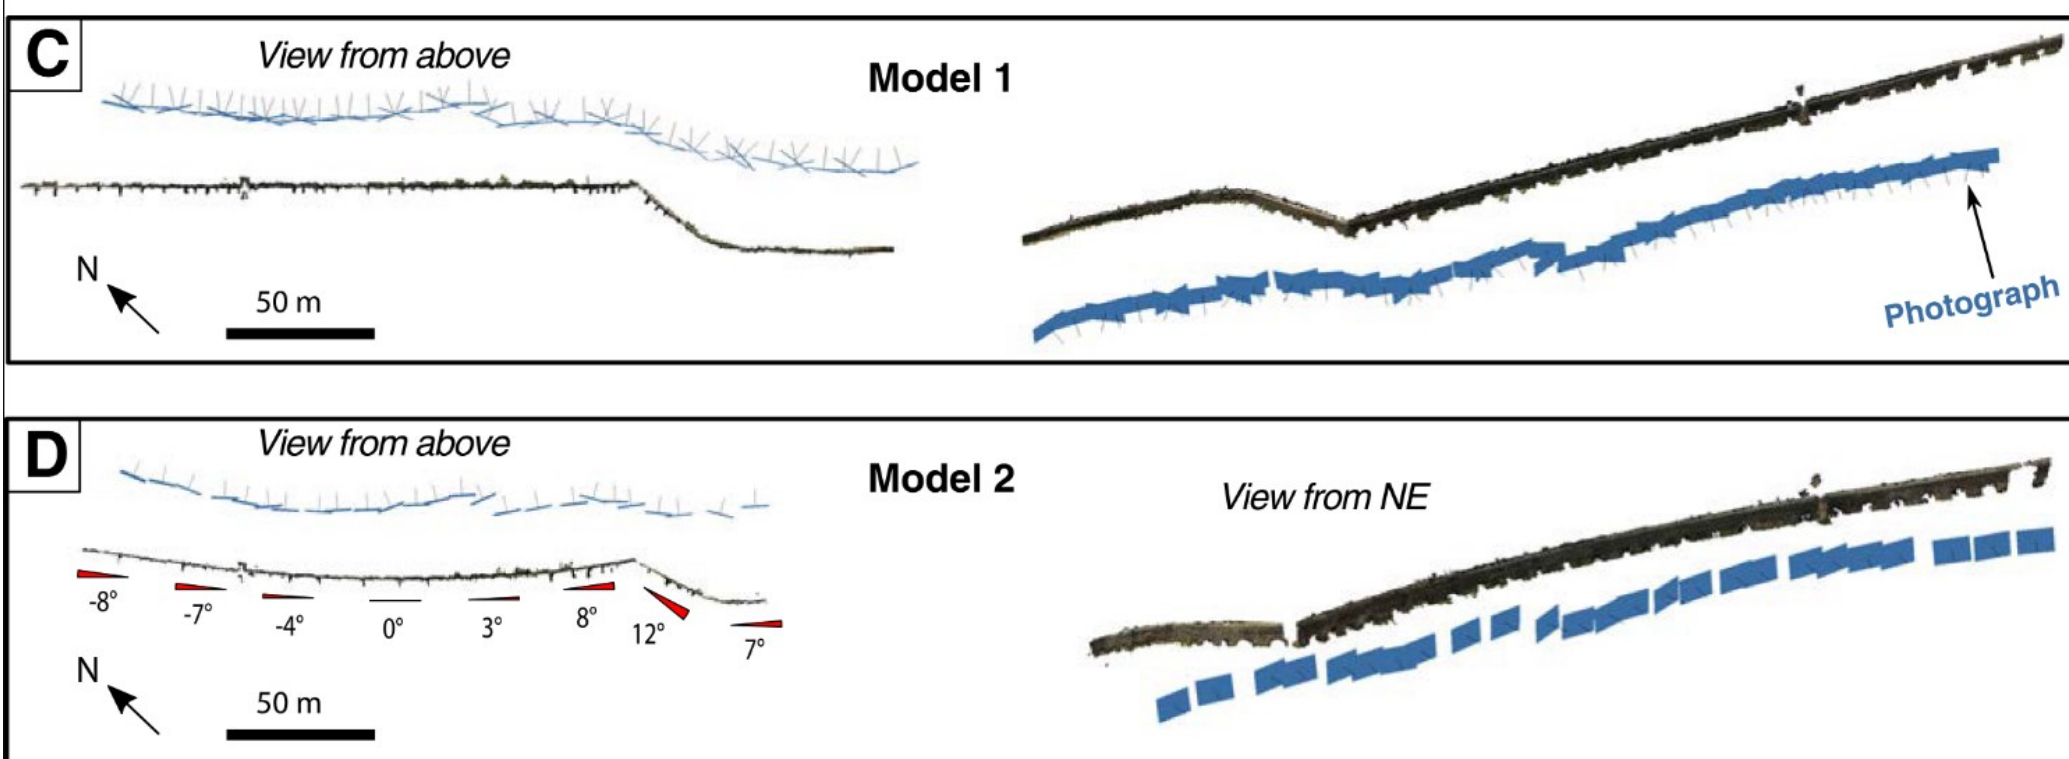 C
View from above
Model 1
N
50 m
Photograph
D
View from above
Model 2
View from NE
-8°
-7°
-4°
0°
3°
8°
12°
7°
N
50 m